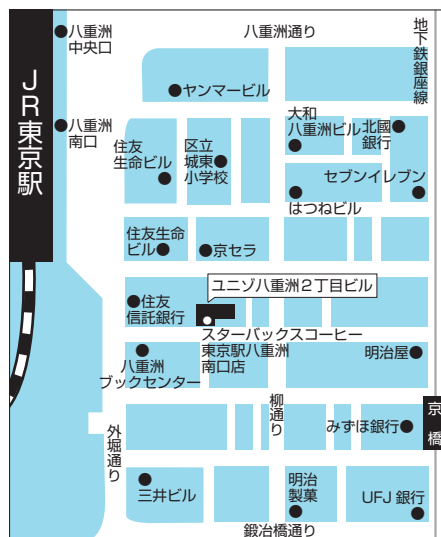 八重洲
中央口
八重洲通り
地下鉄銀座線
JR東京駅
ヤンマービル
八重洲
南口
大和
八重洲ビル
北國
銀行
住友
生命ビル
区立
城東
小学校
セブンイレブン
はつねビル
住友生命
ビル
京セラ
ユニゾ八重洲2丁目ビル
住友
信託銀行
スターバックスコーヒー
東京駅八重洲
南口店
八重洲
ブックセンター
明治屋
柳通り
京橋
みずほ銀行
外堀通り
三井ビル
明治
製菓
UFJ 銀行
鍛冶橋通り